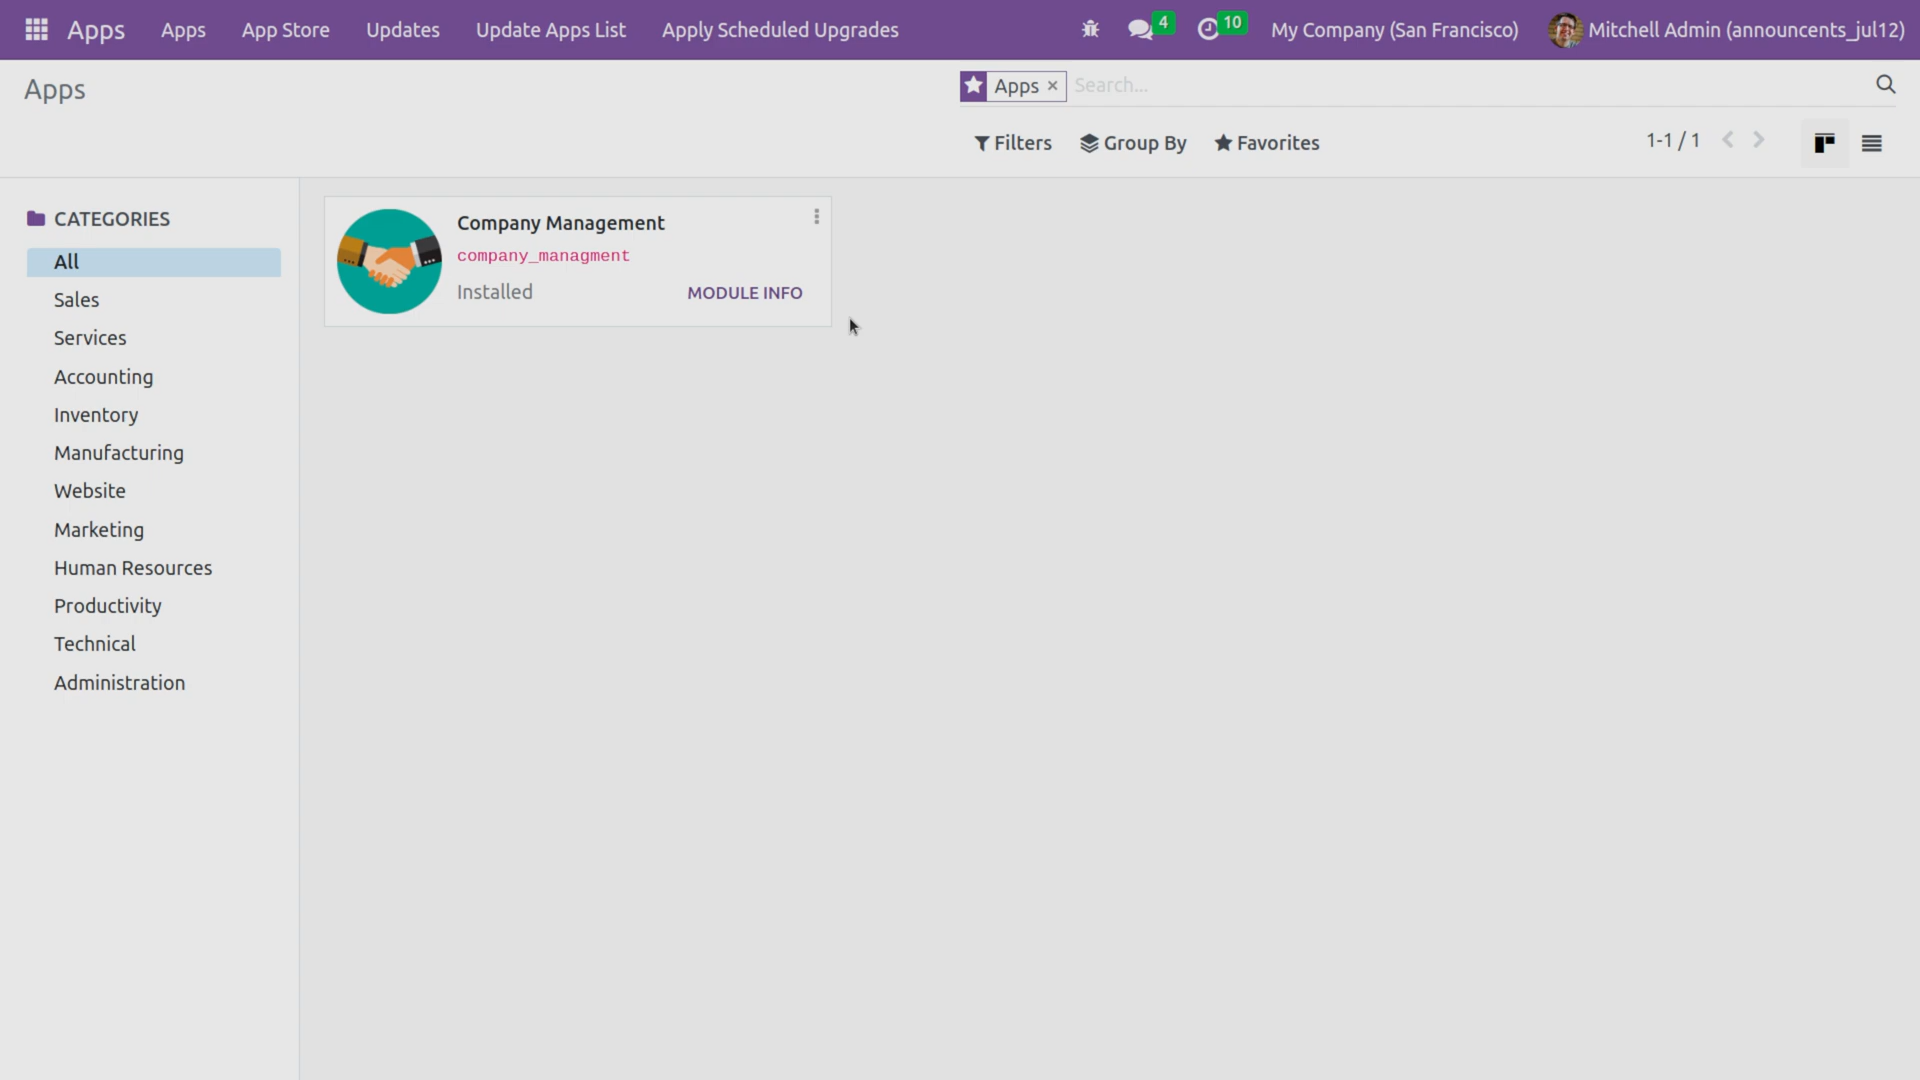 Apps Apps App Store Updates Update Apps List Apply Scheduled Upgrades 4 10 My Company (San Francisco) Mitchell Admin (announcents_jul12)
Apps
Apps × Search...
Filters Group By Favorites 1-1 / 1
CATEGORIES
All
Sales
Services
Accounting
Inventory
Manufacturing
Website
Marketing
Human Resources
Productivity
Technical
Administration
Company Management
company_managment
Installed MODULE INFO